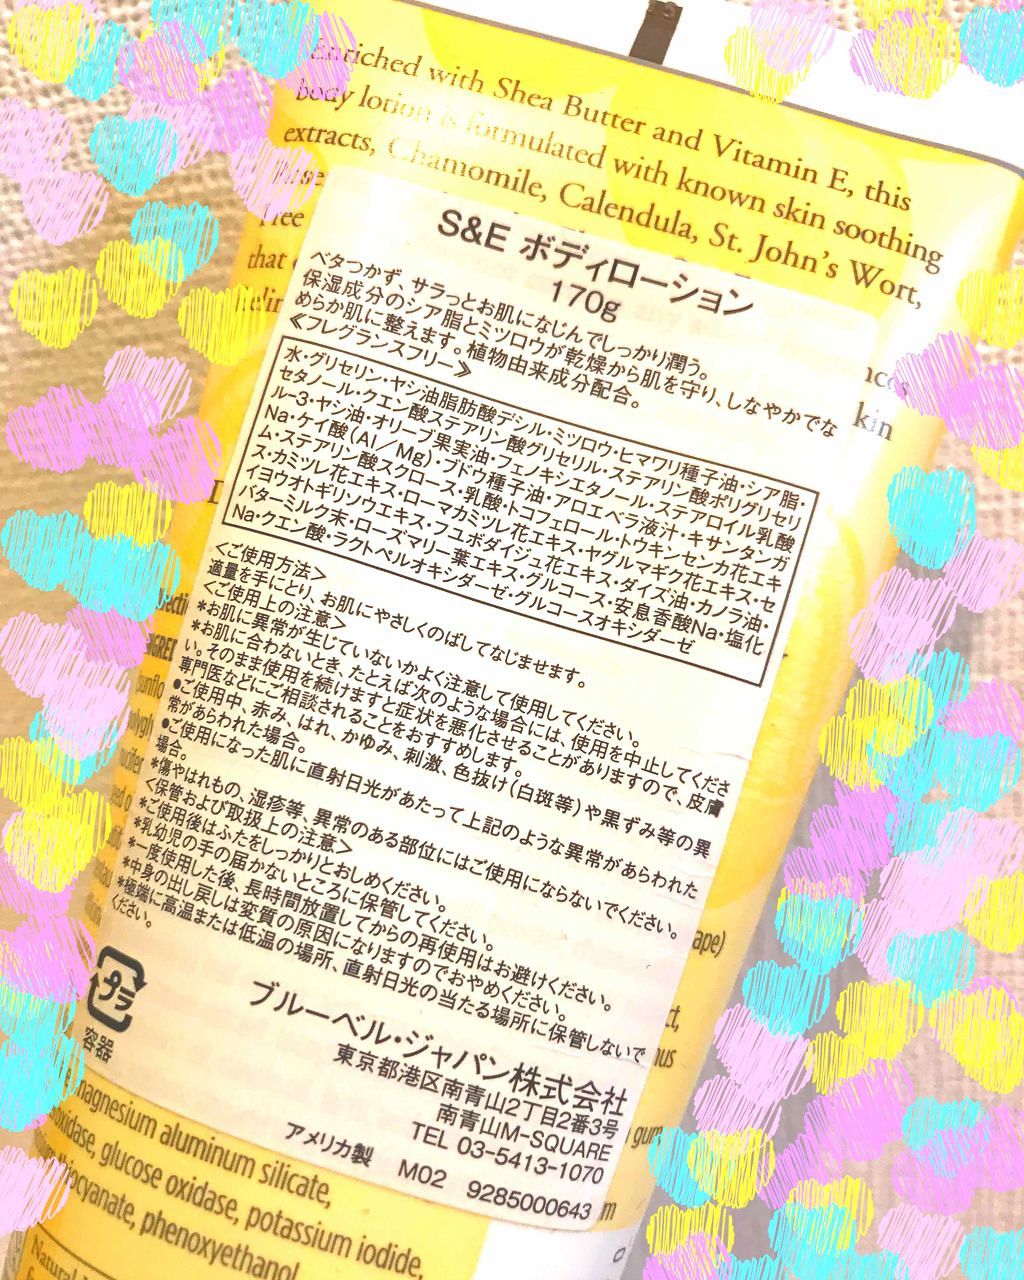 Enriched with Shea Butter and Vitamin E, this
body lotion is formulated with known skin soothing
extracts, Chamomile, Calendula, St. John's Wort,
that
kin
S&E ボディローション
170g
ベタつかず、サラっとお肌になじんでしっかり潤う。
保湿成分のシア脂とミツロウが乾燥から肌を守り、しなやかでな
めらか肌に整えます。植物由来成分配合。
≪フレグランスフリー≫
水・グリセリン・ヤシ油脂肪酸デシル・ミツロウ・ヒマワリ種子油・シア脂・
セタノール・クエン酸ステアリン酸グリセリル・ステアリン酸ポリグリセリ
ル-3・ヤシ油・オリーブ果実油・フェノキシエタノール・ステアロイル乳酸
Na・ケイ酸(Al/Mg)・ブドウ種子油・アロエベラ液汁・キサンタンガ
ム・ステアリン酸スクロース・乳酸・トコフェロール・トウキンセンカ花エキ
ス・カミツレ花エキス・ローマカミツレ花エキス・ヤグルマギク花エキス・セ
イヨウオトギリソウエキス・フユボダイジュ花エキス・ダイズ油・カノラ油・
バターミルク末・ローズマリー葉エキス・グルコース・安息香酸Na・塩化
Na・クエン酸・ラクトペルオキシダーゼ・グルコースオキシダーゼ
<ご使用方法>
適量を手にとり、お肌にやさしくのばしてなじませます。
<ご使用上の注意>
*お肌に異常が生じていないかよく注意して使用してください。
*お肌に合わないとき、たとえば次のような場合には、使用を中止してくださ
い。そのまま使用を続けますと症状を悪化させることがありますので、皮膚
専門医などにご相談されることをおすすめします。
●ご使用中、赤み、はれ、かゆみ、刺激、色抜け(白斑等)や黒ずみ等の異
常があらわれた場合。
●ご使用になった肌に直射日光があたって上記のような異常があらわれた
場合。
*傷やはれもの、湿疹等、異常のある部位にはご使用にならないでください。
<保管および取扱上の注意>
*ご使用後はふたをしっかりとおしめください。
*乳幼児の手の届かないところに保管してください。
*一度使用した後、長時間放置してからの再使用はお避けください。
*中身の出し戻しは変質の原因になりますのでおやめください。
*極端に高温または低温の場所、直射日光の当たる場所に保管しないで
ください。
プラ
容器
ブルーベル・ジャパン株式会社
東京都港区南青山2丁目2番3号
南青山M-SQUARE
TEL 03-5413-1070
アメリカ製 M02 9285000643
magnesium aluminum silicate,
glucose oxidase, potassium iodide,
phenoxyethanol